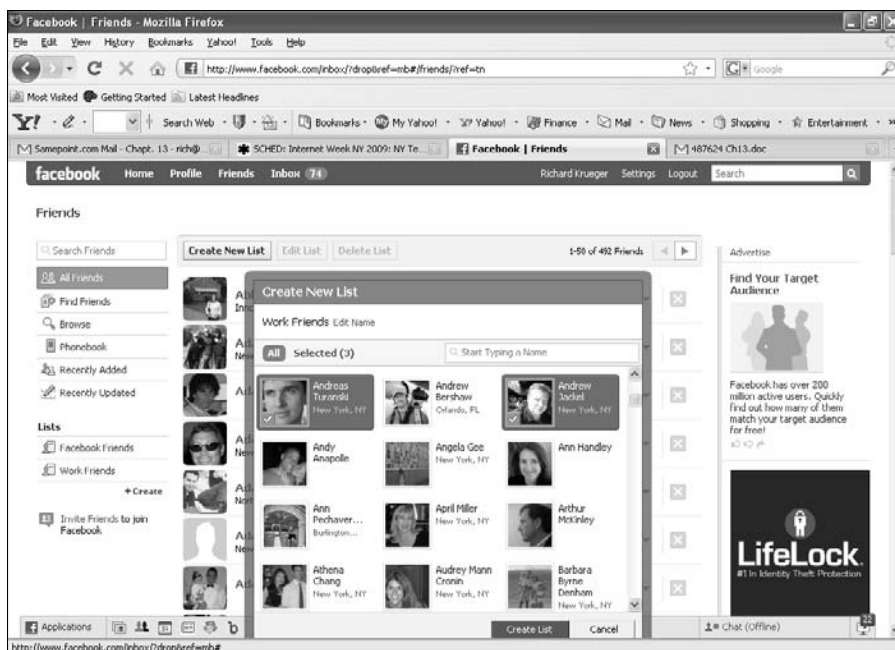 Facebook | Friends - Mozilla Firefox
File Edit View History Bookmarks Yahoo! Tools Help
http://www.facebook.com/inbox/?drop&ref=mb#/friends/?ref=tn
Google
Most Visited Getting Started Latest Headlines
Y! Search Web Bookmarks My Yahoo! Yahoo! Finance Mail News Shopping Entertainment
Samepoint.com Mail - Chapt. 13 - rich@...
SCHED: Internet Week NY 2009: NY Te...
Facebook | Friends
487624 Ch13.doc
facebook Home Profile Friends Inbox 74 Richard Krueger Settings Logout Search
Friends
Search Friends
All Friends
Find Friends
Browse
Phonebook
Recently Added
Recently Updated
Lists
Facebook Friends
Work Friends
+Create
Invite Friends to join
Facebook
Create New List Edit List Delete List 1-50 of 492 Friends
Create New List
Work Friends Edit Name
All Selected (3) Start Typing a Name
Andreas
Turanski
New York, NY
Andrew
Bershaw
Orlando, FL
Andrew
Jackel
New York, NY
Andy
Anapolle
Angela Gee
New York, NY
Ann Handley
Ann
Pechaver...
Burlington...
April Miller
New York, NY
Arthur
McKinley
Athena
Chang
New York, NY
Audrey Mann
Cronin
New York, NY
Barbara
Byrne
Denham
New York, NY
Create List Cancel
Advertise
Find Your Target
Audience
Facebook has over 200
million active users. Quickly
find out how many of them
match your target audience
for free!
LifeLock
#1 In Identity Theft Protection
Applications
Chat (Offline)
22
http://www.facebook.com/inbox/?drop&ref=mb#